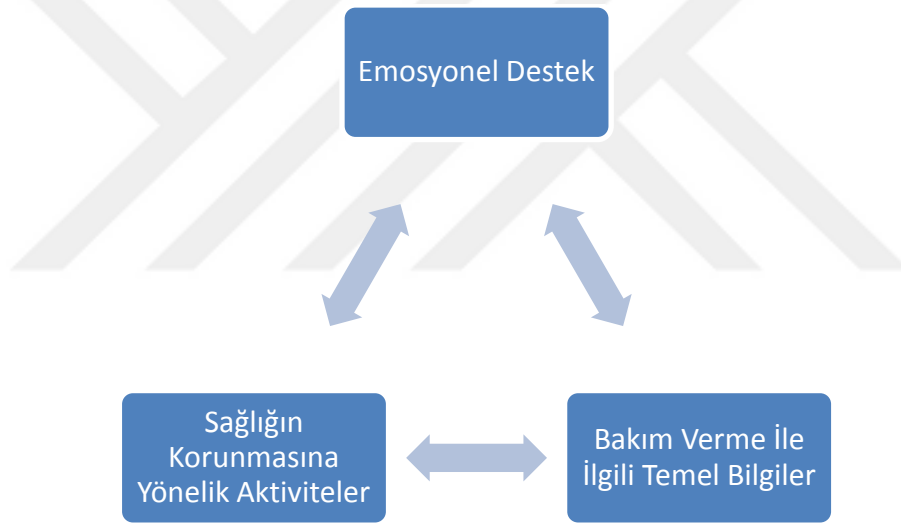 Emosyonel Destek
Sağlığın
Korunmasına
Yönelik Aktiviteler
Bakım Verme İle
İlgili Temel Bilgiler